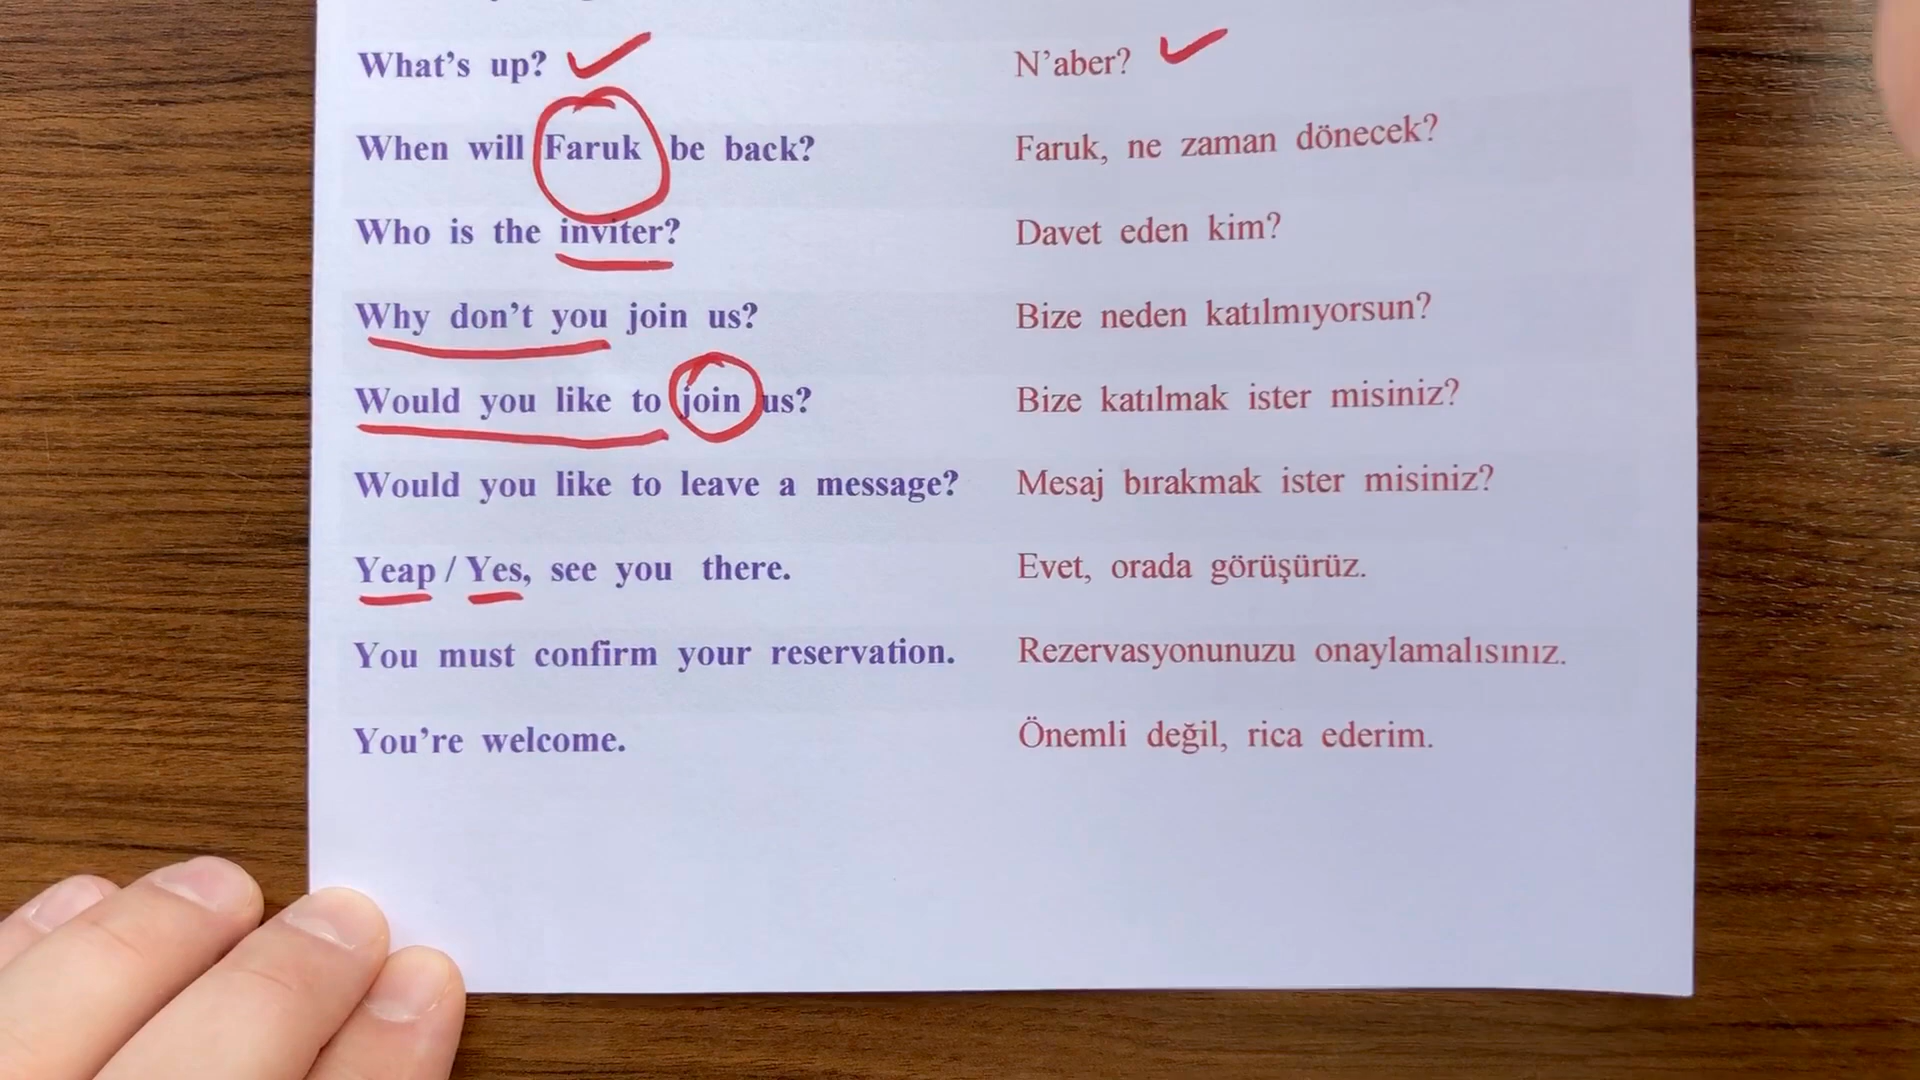 What's up? N'aber?
When will Faruk be back? Faruk, ne zaman dönecek?
Who is the inviter? Davet eden kim?
Why don't you join us? Bize neden katılmıyorsun?
Would you like to join us? Bize katılmak ister misiniz?
Would you like to leave a message? Mesaj bırakmak ister misiniz?
Yeap / Yes, see you there. Evet, orada görüşürüz.
You must confirm your reservation. Rezervasyonunuzu onaylamalısınız.
You're welcome. Önemli değil, rica ederim.